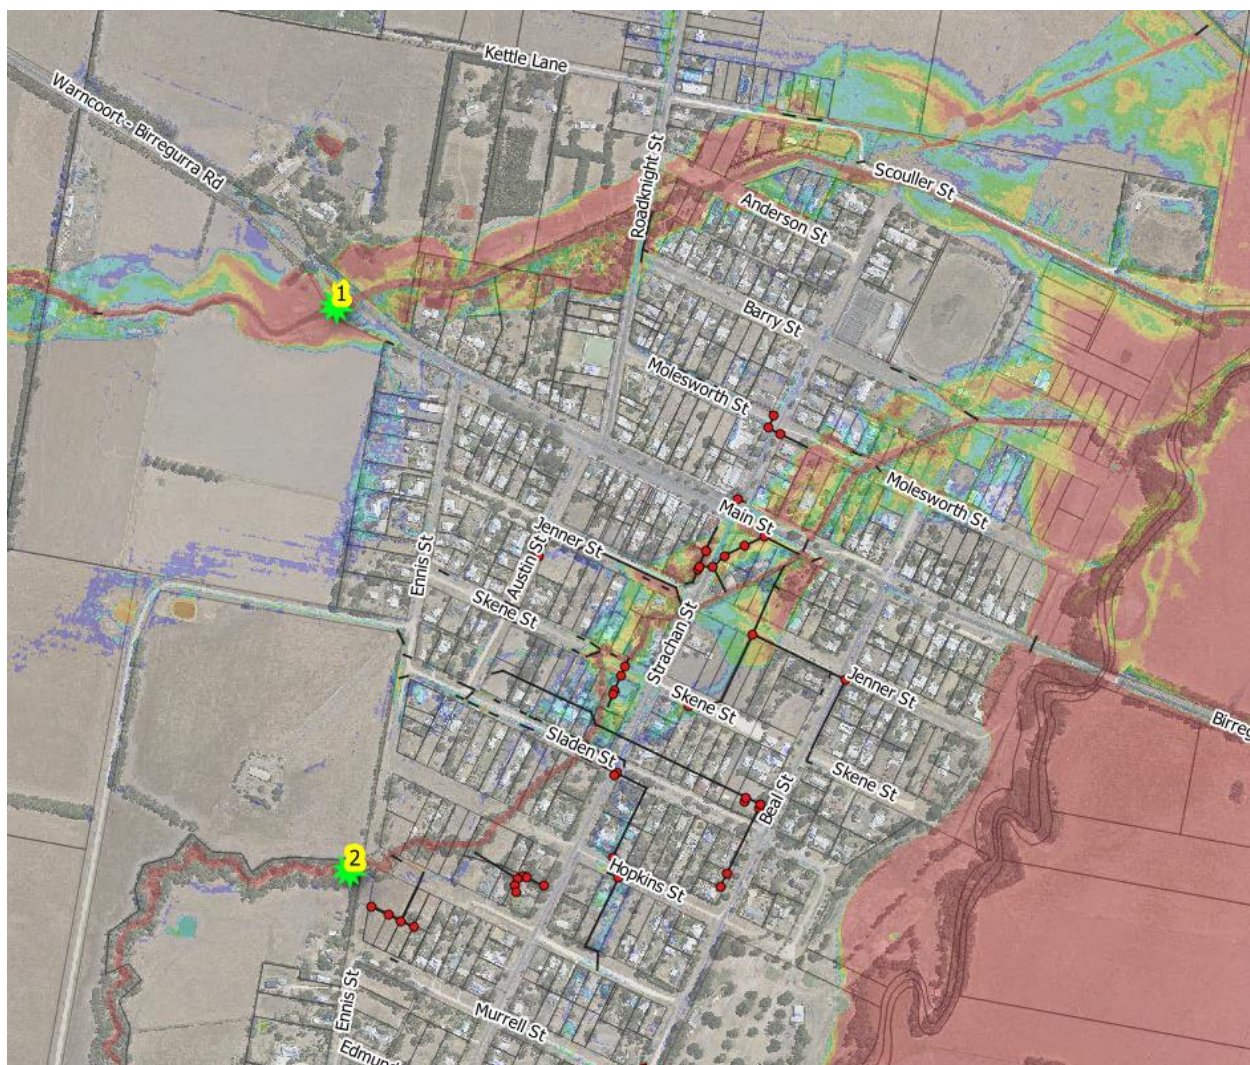 Kettle Lane
Warncoort - Birregurra Rd
Roadknight St
Scouller St
Anderson St
1
Barry St
Molesworth St
Molesworth St
Main St
Jenner St
Austin St
Ennis St
Skene St
Strachan St
Skene St
Jenner St
Birreg
Sladen St
Skene St
Beal St
2
Hopkins St
Ennis St
Murrell St
Edmund